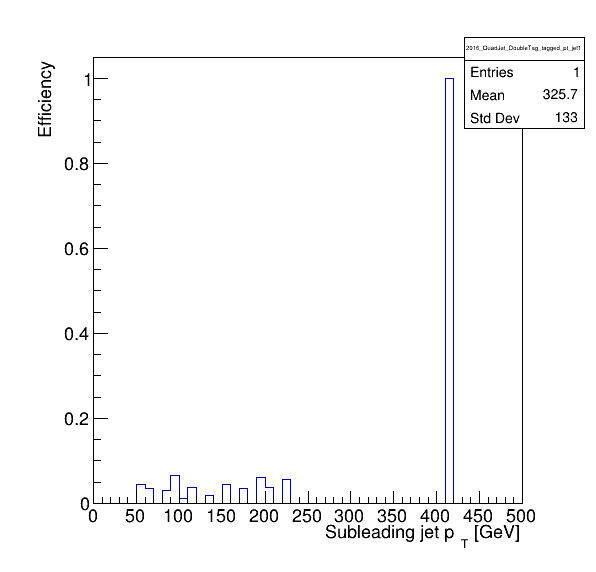 2016_QuadJet_DoubleTag_tagged_pt_jet1
Entries 1
Mean 325.7
Std Dev 133
Efficiency
1
0.8
0.6
0.4
0.2
0
0 50 100 150 200 250 300 350 400 450 500
Subleading jet p T [GeV]